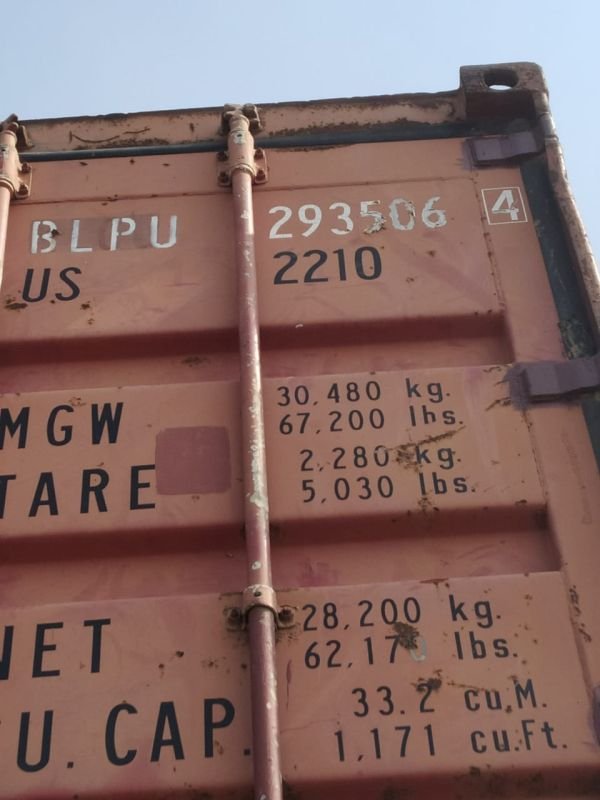 BLPU 293506 4
US 2210
MGW 30,480 kg.
67,200 lbs.
TARE 2,280 kg.
5,030 lbs.
NET 28,200 kg.
62,170 lbs.
U. CAP. 33.2 cu.M.
1,171 cu.Ft.